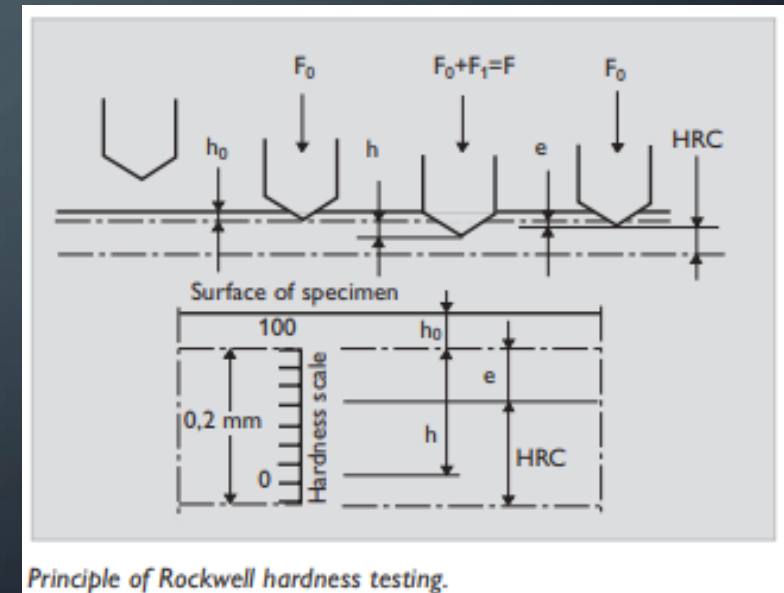 F₀ F₀+F₁=F F₀
h₀ h e HRC
Surface of specimen
100 h₀
e
0,2 mm Hardness scale
h
HRC
0
Principle of Rockwell hardness testing.